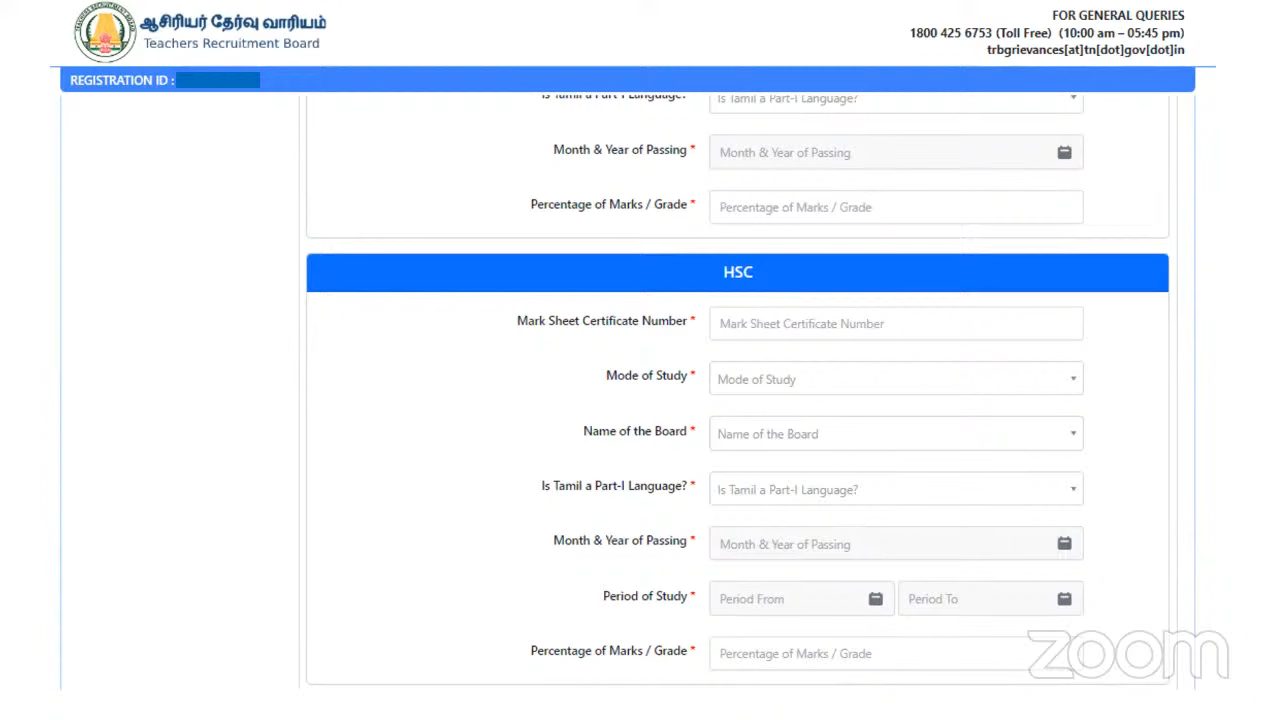 ஆசிரியர் தேர்வு வாரியம்
Teachers Recruitment Board
FOR GENERAL QUERIES
1800 425 6753 (Toll Free) (10:00 am – 05:45 pm)
trbgrievances[at]tn[dot]gov[dot]in
REGISTRATION ID :
Is Tamil a Part-I Language? Is Tamil a Part-I Language?
Month & Year of Passing * Month & Year of Passing
Percentage of Marks / Grade * Percentage of Marks / Grade
HSC
Mark Sheet Certificate Number * Mark Sheet Certificate Number
Mode of Study * Mode of Study
Name of the Board * Name of the Board
Is Tamil a Part-I Language? * Is Tamil a Part-I Language?
Month & Year of Passing * Month & Year of Passing
Period of Study * Period From Period To
Percentage of Marks / Grade * Percentage of Marks / Grade
zoom